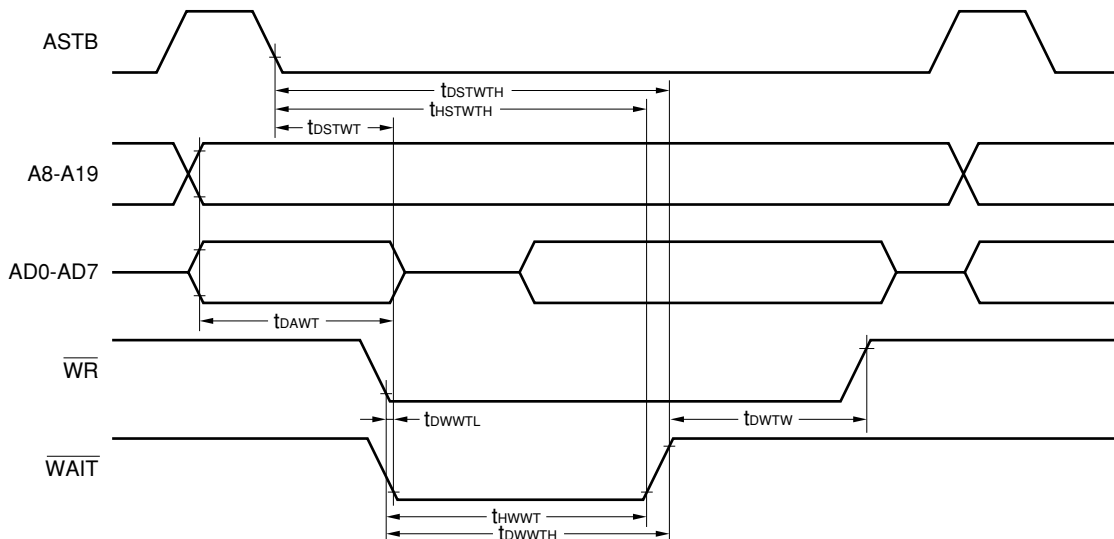 ASTB
tDSTWTH
tHSTWTH
tDSTWT
A8-A19
AD0-AD7
tDAWT
WR
tDWWTL
tDWTW
WAIT
tHWWT
tDWWTH